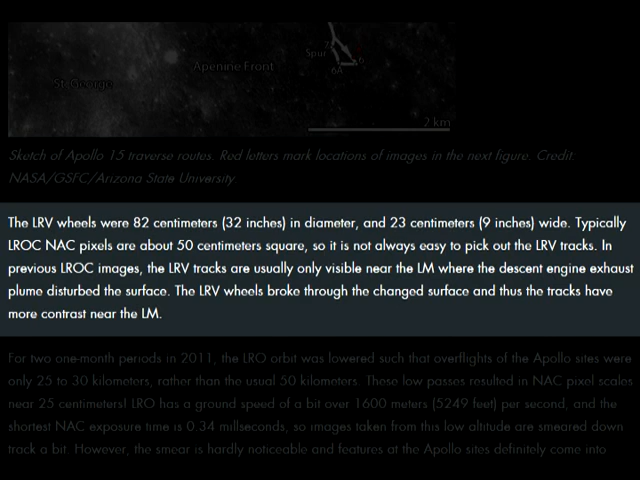 Spur 7
6
6A
Apenine Front
St. George
2 km
Sketch of Apollo 15 traverse routes. Red letters mark locations of images in the next figure. Credit:
NASA/GSFC/Arizona State University
The LRV wheels were 82 centimeters (32 inches) in diameter, and 23 centimeters (9 inches) wide. Typically
LROC NAC pixels are about 50 centimeters square, so it is not always easy to pick out the LRV tracks. In
previous LROC images, the LRV tracks are usually only visible near the LM where the descent engine exhaust
plume disturbed the surface. The LRV wheels broke through the changed surface and thus the tracks have
more contrast near the LM.
For two one-month periods in 2011, the LRO orbit was lowered such that overflights of the Apollo sites were
only 25 to 30 kilometers, rather than the usual 50 kilometers. These low passes resulted in NAC pixel scales
near 25 centimeters! LRO has a ground speed of a bit over 1600 meters (5249 feet) per second, and the
shortest NAC exposure time is 0.34 millseconds, so images taken from this low altitude are smeared down
track a bit. However, the smear is hardly noticeable and features at the Apollo sites definitely come into